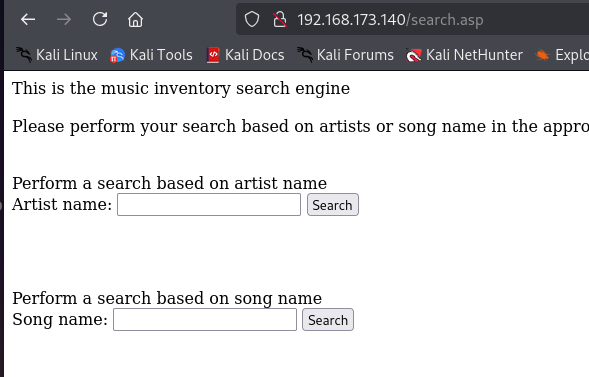 192.168.173.140/search.asp
Kali Linux Kali Tools Kali Docs Kali Forums Kali NetHunter
This is the music inventory search engine
Please perform your search based on artists or song name in the
Perform a search based on artist name
Artist name: Search
Perform a search based on song name
Song name: Search